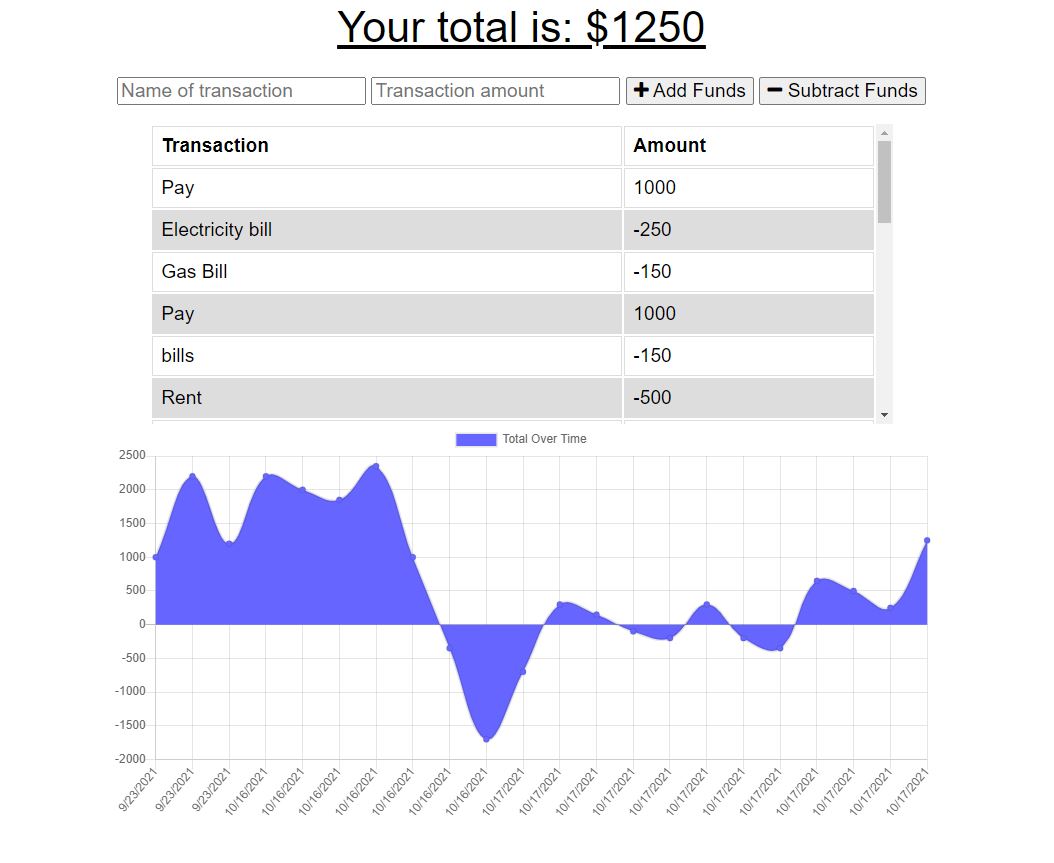 Your total is: $1250
Name of transaction Transaction amount Add Funds Subtract Funds
Transaction Amount
Pay 1000
Electricity bill -250
Gas Bill -150
Pay 1000
bills -150
Rent -500
Total Over Time
2500
2000
1500
1000
500
0
-500
-1000
-1500
-2000
9/23/2021 9/23/2021 9/23/2021 10/16/2021 10/16/2021 10/16/2021 10/16/2021 10/16/2021 10/16/2021 10/16/2021 10/17/2021 10/17/2021 10/17/2021 10/17/2021 10/17/2021 10/17/2021 10/17/2021 10/17/2021 10/17/2021 10/17/2021 10/17/2021 10/17/2021